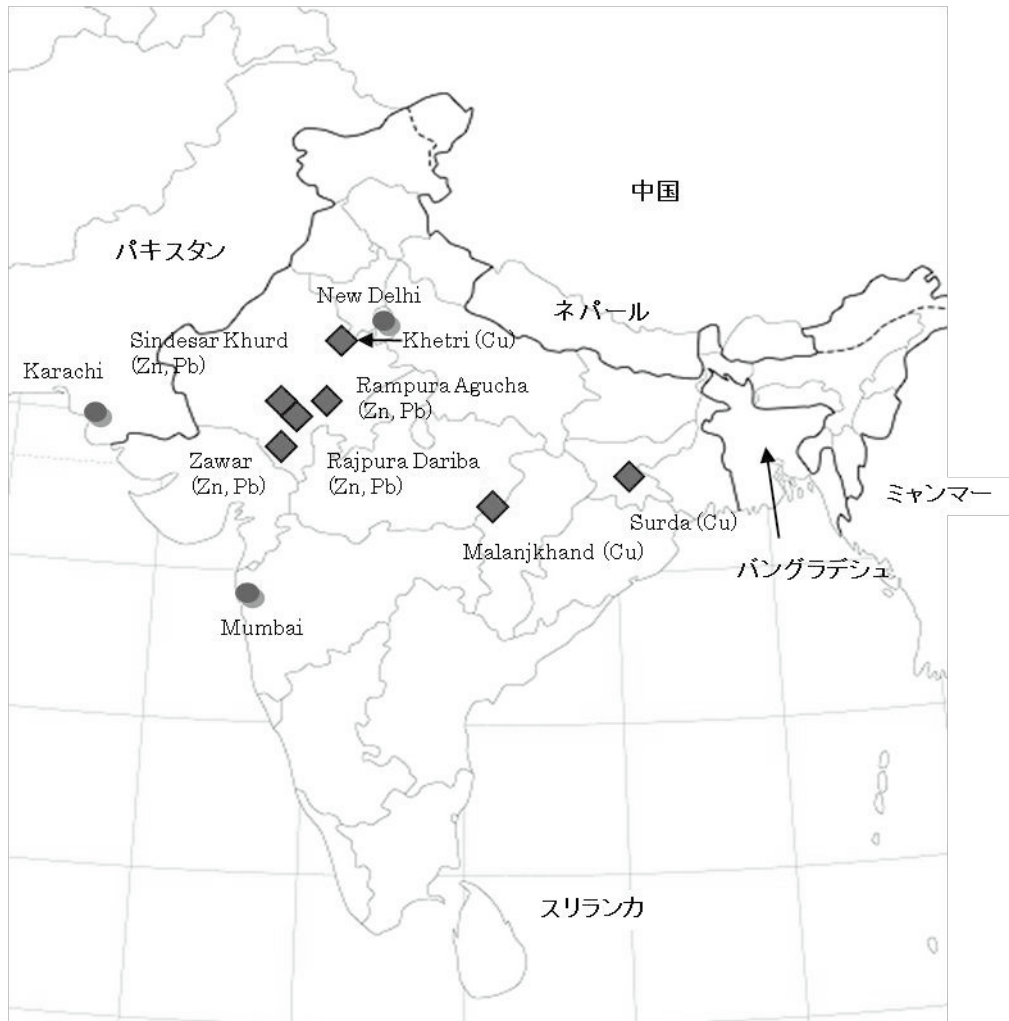 中国
パキスタン
New Delhi
ネパール
Sindesar Khurd
(Zn, Pb)
Khetri (Cu)
Karachi
Rampura Agucha
(Zn, Pb)
Zawar
(Zn, Pb)
Rajpura Dariba
(Zn, Pb)
ミャンマー
Surda (Cu)
Malanjkhand (Cu)
バングラデシュ
Mumbai
スリランカ